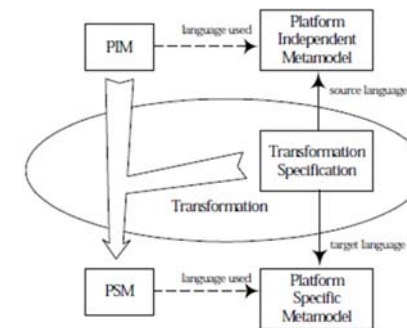 PIM
language used
Platform
Independent
Metamodel
source language
Transformation
Specification
Transformation
target language
PSM
language used
Platform
Specific
Metamodel